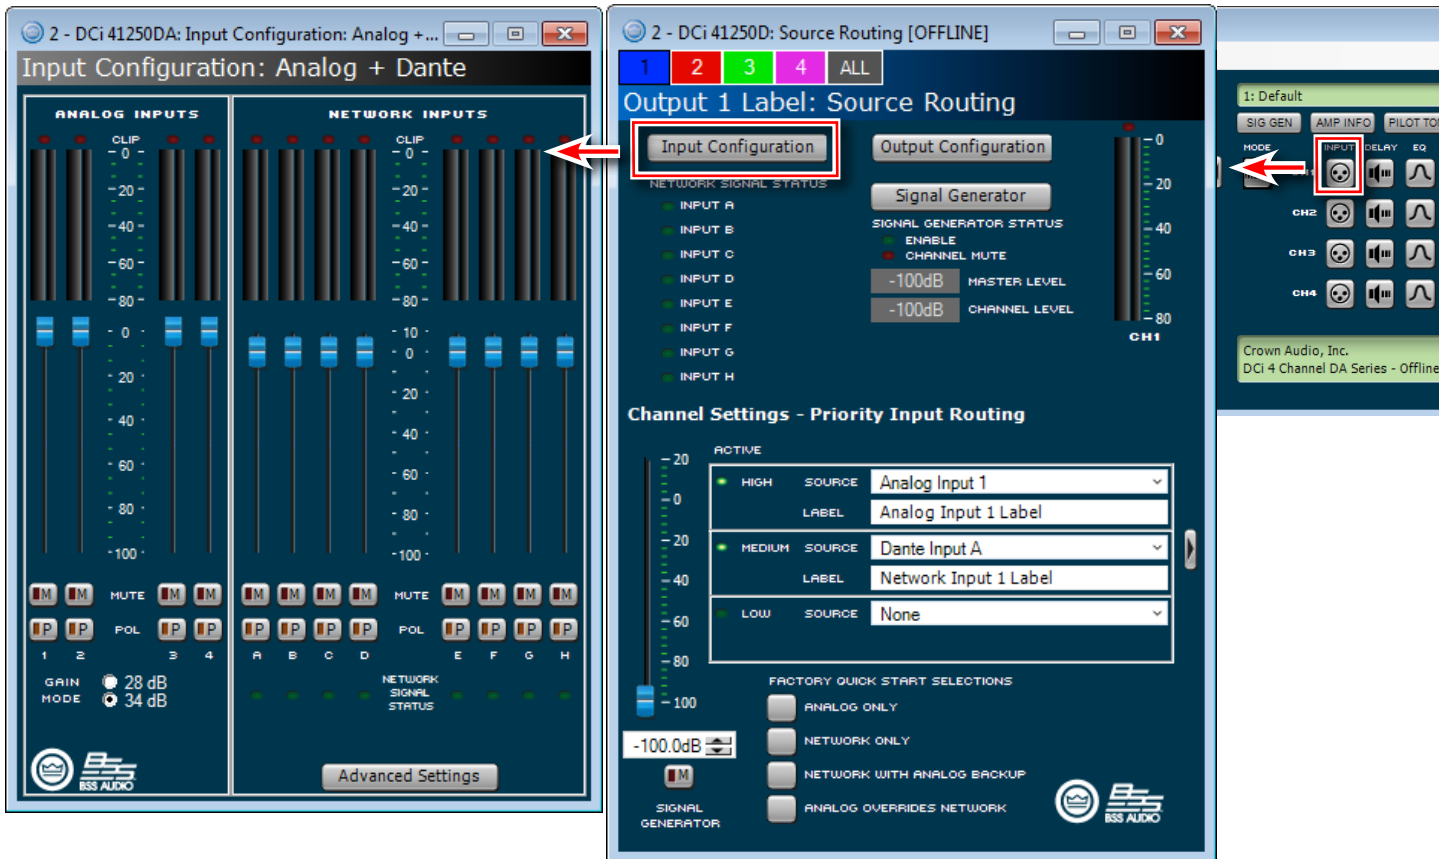 2 - DCi 41250DA: Input Configuration: Analog +...
Input Configuration: Analog + Dante
ANALOG INPUTS
NETWORK INPUTS
CLIP
CLIP
- 0 -
- 0 -
-20 -
-20 -
-40 -
-40 -
-60 -
-60 -
-80 -
-80 -
- 0 -
- 10 -
- 0 -
- 20 -
- 20 -
- 40 -
- 40 -
- 60 -
- 60 -
- 80 -
- 80 -
-100 -
-100 -
M M MUTE M M
M M M M MUTE M M M M
P P POL P P
P P P P POL P P P P
1 2 3 4
A B C D E F G H
GAIN MODE
28 dB
34 dB
NETWORK
SIGNAL
STATUS
BSS AUDIO
Advanced Settings
2 - DCi 41250D: Source Routing [OFFLINE]
1 2 3 4 ALL
Output 1 Label: Source Routing
Input Configuration
Output Configuration
NETWORK SIGNAL STATUS
INPUT A
INPUT B
INPUT C
INPUT D
INPUT E
INPUT F
INPUT G
INPUT H
Signal Generator
SIGNAL GENERATOR STATUS
ENABLE
CHANNEL MUTE
-100dB MASTER LEVEL
-100dB CHANNEL LEVEL
- 0
- 20
- 40
- 60
- 80
CH1
Channel Settings - Priority Input Routing
ACTIVE
- 20
- 0
- 20
- 40
- 60
- 80
- 100
HIGH SOURCE Analog Input 1
LABEL Analog Input 1 Label
MEDIUM SOURCE Dante Input A
LABEL Network Input 1 Label
LOW SOURCE None
-100.0dB
M
SIGNAL
GENERATOR
FACTORY QUICK START SELECTIONS
ANALOG ONLY
NETWORK ONLY
NETWORK WITH ANALOG BACKUP
ANALOG OVERRIDES NETWORK
BSS AUDIO
1: Default
SIG GEN AMP INFO PILOT TO
MODE INPUT DELAY EQ
CH2
CH3
CH4
Crown Audio, Inc.
DCi 4 Channel DA Series - Offline